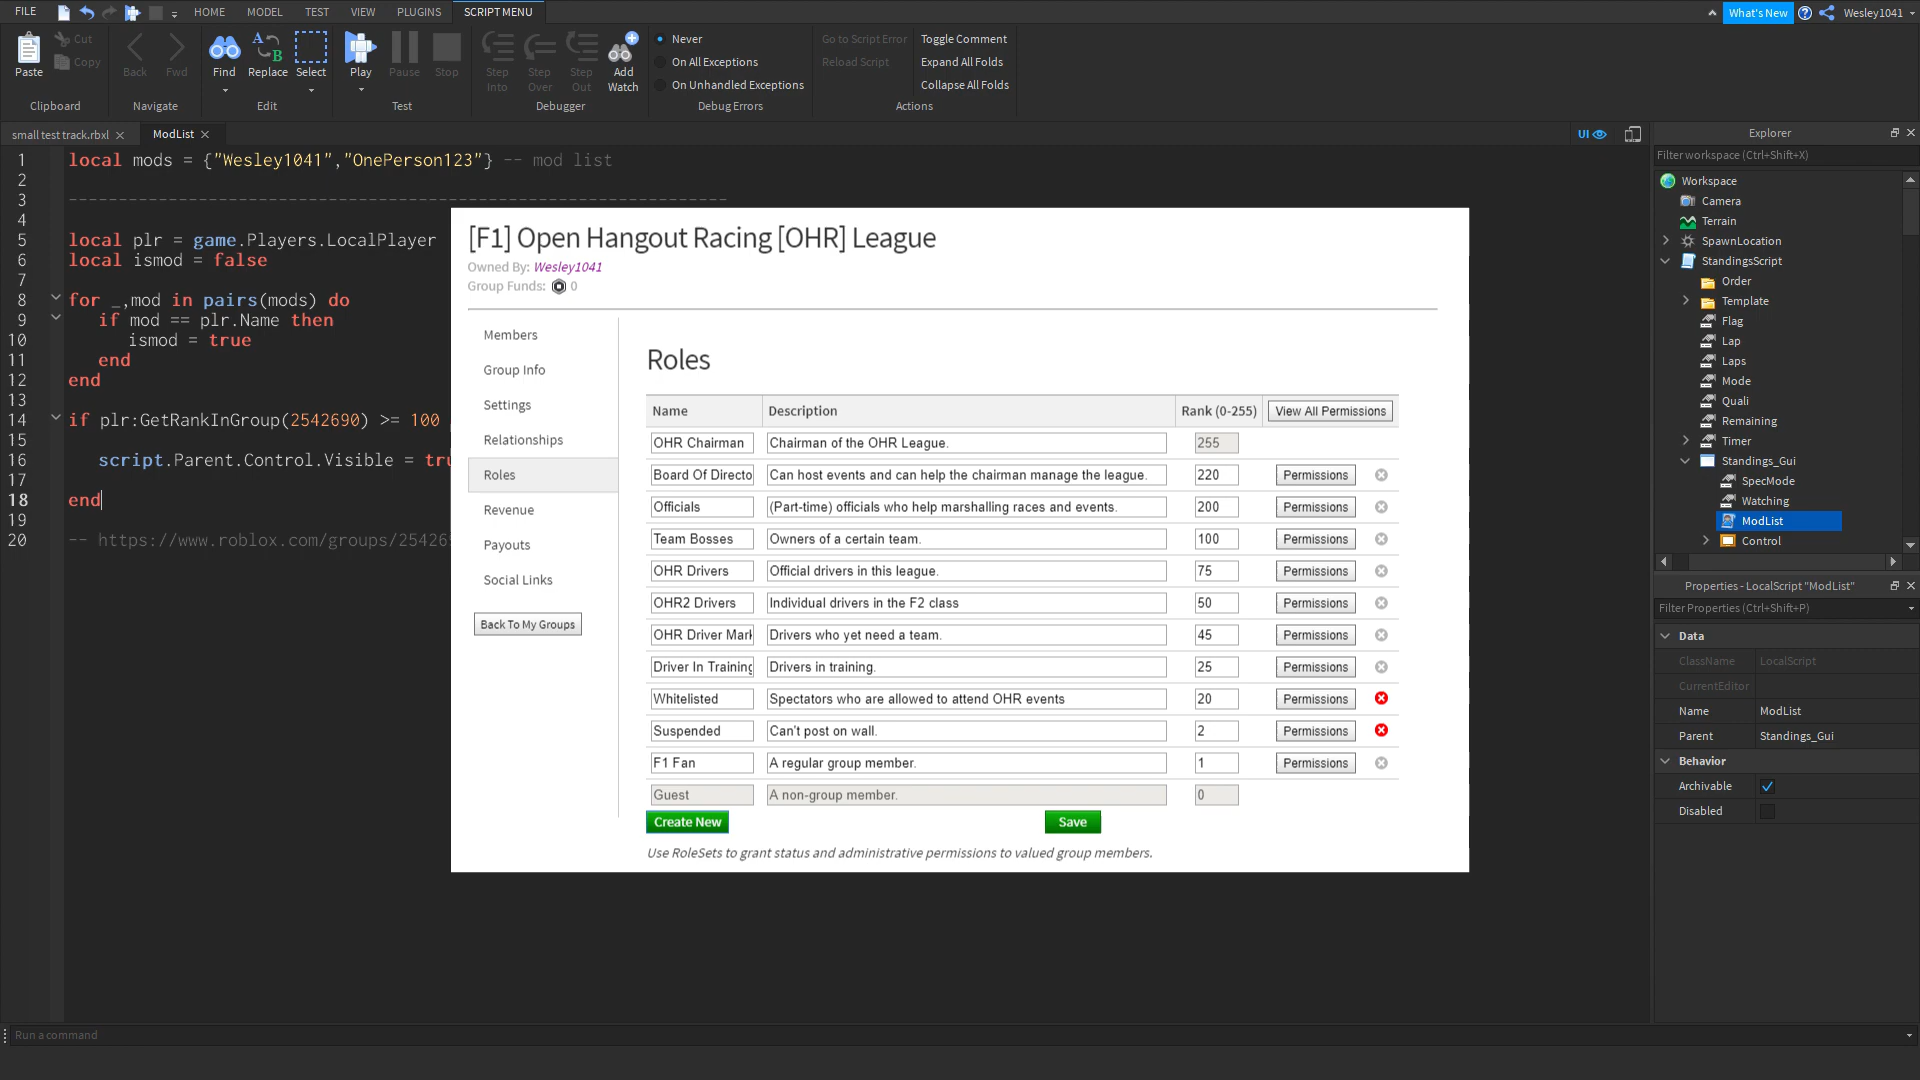 FILE HOME MODEL TEST VIEW PLUGINS SCRIPT MENU What's New Wesley1041
Paste Cut Copy Back Fwd Find Replace Select Play Pause Stop Step Into Step Over Step Out Add Watch
Never
On All Exceptions
On Unhandled Exceptions
Go to Script Error
Reload Script
Toggle Comment
Expand All Folds
Collapse All Folds
Clipboard Navigate Edit Test Debugger Debug Errors Actions
small test track.rbxl ModList UI
1 local mods = {"Wesley1041","OnePerson123"} -- mod list
2
3 ------------------------------------------------------------------
4
5 local plr = game.Players.LocalPlayer
6 local ismod = false
7
8 for _,mod in pairs(mods) do
9 if mod == plr.Name then
10 ismod = true
11 end
12 end
13
14 if plr:GetRankInGroup(2542690) >= 100
15
16 script.Parent.Control.Visible = tru
17
18 end
19
20 -- https://www.roblox.com/groups/25426
[F1] Open Hangout Racing [OHR] League
Owned By: Wesley1041
Group Funds: 0
Members
Group Info
Settings
Relationships
Roles
Revenue
Payouts
Social Links
Back To My Groups
Roles
Name Description Rank (0-255) View All Permissions
OHR Chairman Chairman of the OHR League. 255
Board Of Directo Can host events and can help the chairman manage the league. 220 Permissions
Officials (Part-time) officials who help marshalling races and events. 200 Permissions
Team Bosses Owners of a certain team. 100 Permissions
OHR Drivers Official drivers in this league. 75 Permissions
OHR2 Drivers Individual drivers in the F2 class 50 Permissions
OHR Driver Mark Drivers who yet need a team. 45 Permissions
Driver In Training Drivers in training. 25 Permissions
Whitelisted Spectators who are allowed to attend OHR events 20 Permissions
Suspended Can't post on wall. 2 Permissions
F1 Fan A regular group member. 1 Permissions
Guest A non-group member. 0
Create New Save
Use RoleSets to grant status and administrative permissions to valued group members.
Explorer
Filter workspace (Ctrl+Shift+X)
Workspace
Camera
Terrain
SpawnLocation
StandingsScript
Order
Template
Flag
Lap
Laps
Mode
Quali
Remaining
Timer
Standings_Gui
SpecMode
Watching
ModList
Control
Properties - LocalScript "ModList"
Filter Properties (Ctrl+Shift+P)
Data
ClassName LocalScript
CurrentEditor
Name ModList
Parent Standings_Gui
Behavior
Archivable
Disabled
Run a command